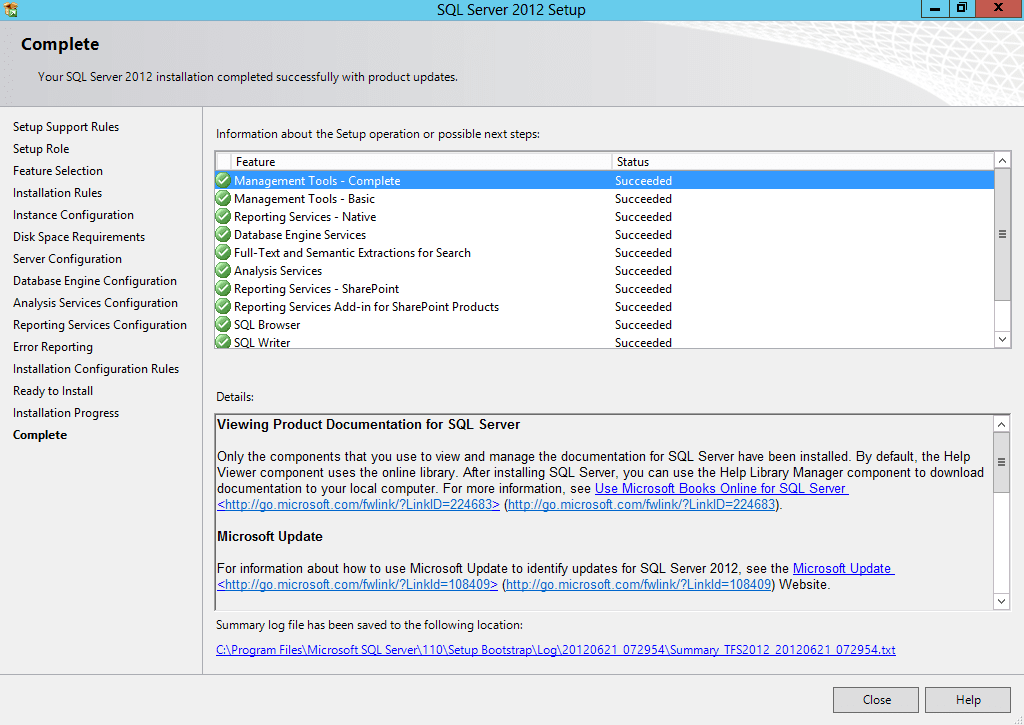 SQL Server 2012 Setup
Complete
Your SQL Server 2012 installation completed successfully with product updates.
Setup Support Rules
Setup Role
Feature Selection
Installation Rules
Instance Configuration
Disk Space Requirements
Server Configuration
Database Engine Configuration
Analysis Services Configuration
Reporting Services Configuration
Error Reporting
Installation Configuration Rules
Ready to Install
Installation Progress
Complete
Information about the Setup operation or possible next steps:
Feature Status
Management Tools - Complete Succeeded
Management Tools - Basic Succeeded
Reporting Services - Native Succeeded
Database Engine Services Succeeded
Full-Text and Semantic Extractions for Search Succeeded
Analysis Services Succeeded
Reporting Services - SharePoint Succeeded
Reporting Services Add-in for SharePoint Products Succeeded
SQL Browser Succeeded
SQL Writer Succeeded
Details:
Viewing Product Documentation for SQL Server
Only the components that you use to view and manage the documentation for SQL Server have been installed. By default, the Help
Viewer component uses the online library. After installing SQL Server, you can use the Help Library Manager component to download
documentation to your local computer. For more information, see Use Microsoft Books Online for SQL Server
<http://go.microsoft.com/fwlink/?LinkID=224683> (http://go.microsoft.com/fwlink/?LinkID=224683).
Microsoft Update
For information about how to use Microsoft Update to identify updates for SQL Server 2012, see the Microsoft Update
<http://go.microsoft.com/fwlink/?LinkId=108409> (http://go.microsoft.com/fwlink/?LinkId=108409) Website.
Summary log file has been saved to the following location:
C:\Program Files\Microsoft SQL Server\110\Setup Bootstrap\Log\20120621_072954\Summary_TFS2012_20120621_072954.txt
Close Help